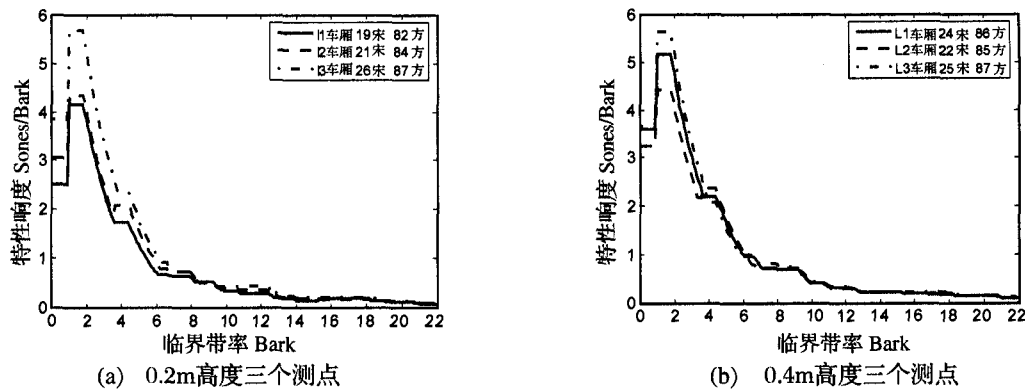 6
5
4
3
2
1
0
特性响度 Sones/Bark
I1车厢 19宋 82方
I2车厢 21宋 84方
I3车厢 26宋 87方
0 2 4 6 8 10 12 14 16 18 20 22
临界带率 Bark
(a) 0.2m高度三个测点
6
5
4
3
2
1
0
特性响度 Sones/Bark
L1车厢 24宋 86方
L2车厢 22宋 85方
L3车厢 25宋 87方
0 2 4 6 8 10 12 14 16 18 20 22
临界带率 Bark
(b) 0.4m高度三个测点